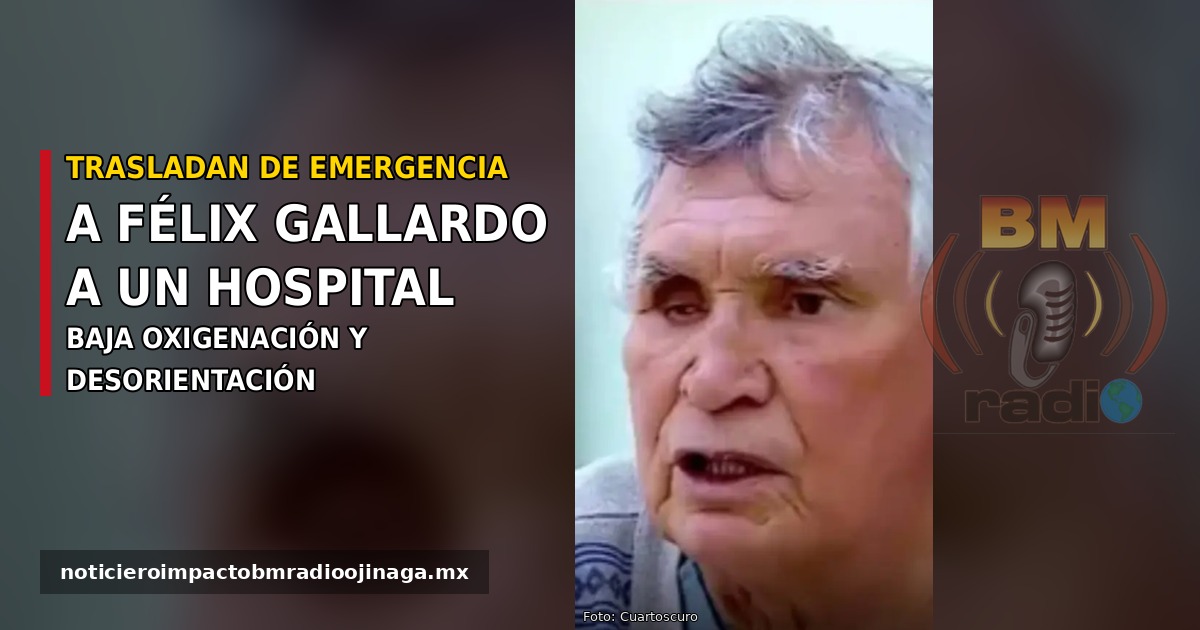 TRASLADAN DE EMERGENCIA
A FÉLIX GALLARDO
A UN HOSPITAL
BAJA OXIGENACIÓN Y
DESORIENTACIÓN
BM
radio
noticieroimpactobmradioojinaga.mx
Foto: Cuartoscuro